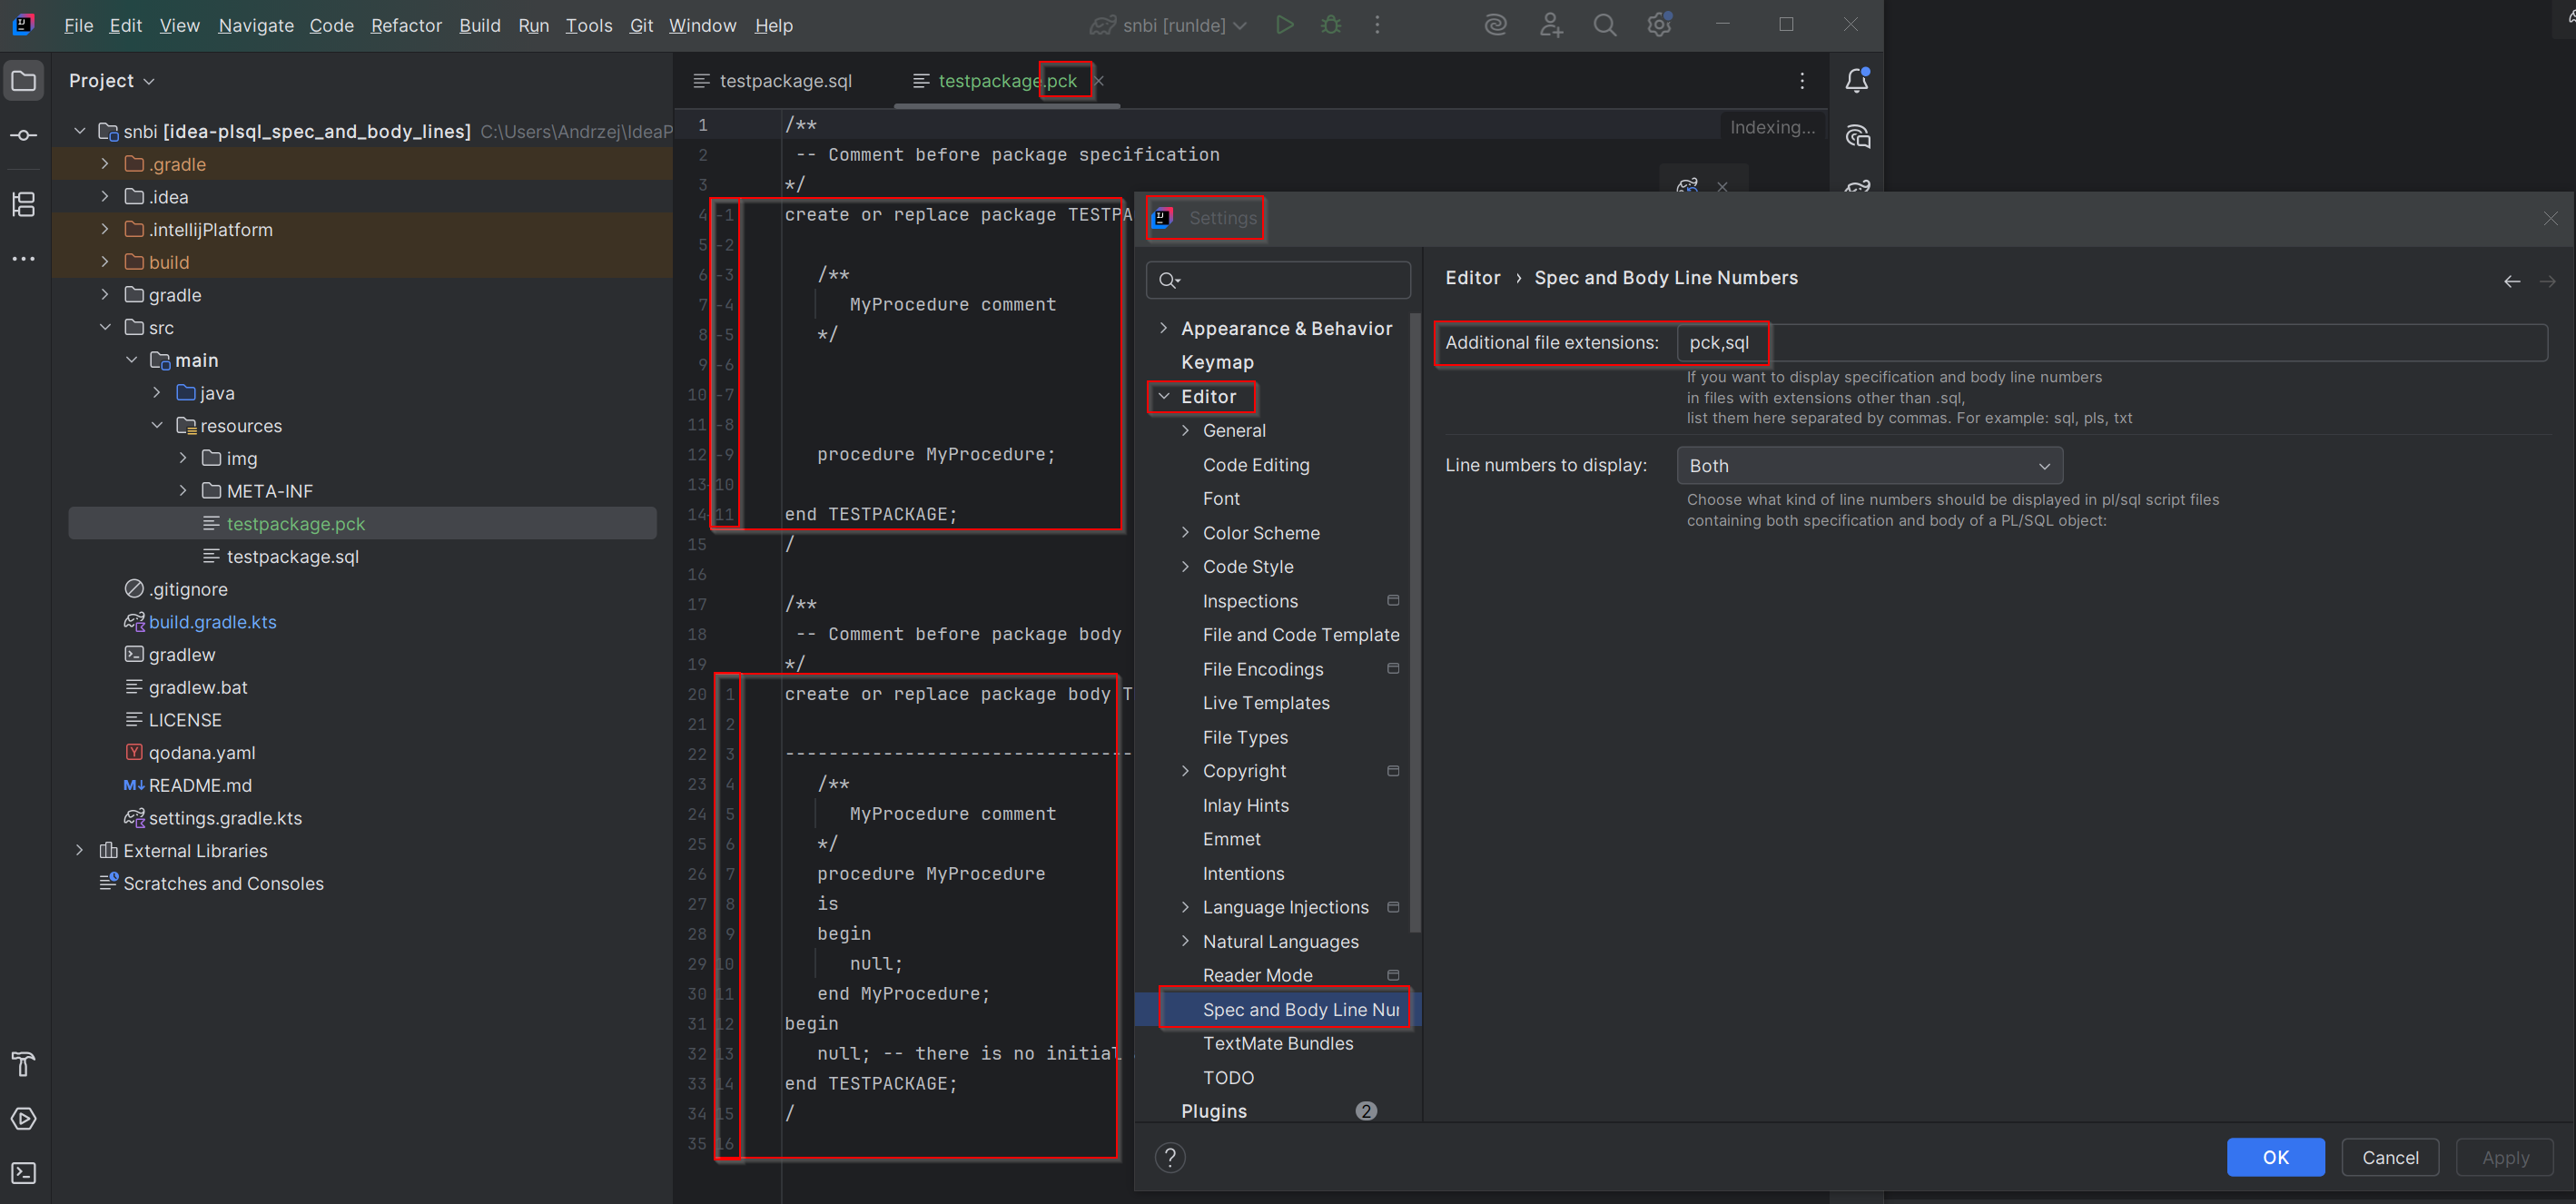 File Edit View Navigate Code Refactor Build Run Tools Git Window Help
snbi [runIde]
Project
snbi [idea-plsql_spec_and_body_lines] C:\Users\Andrzej\IdeaP
.gradle
.idea
.intellijPlatform
build
gradle
src
main
java
resources
img
META-INF
testpackage.pck
testpackage.sql
.gitignore
build.gradle.kts
gradlew
gradlew.bat
LICENSE
qodana.yaml
README.md
settings.gradle.kts
External Libraries
Scratches and Consoles
testpackage.sql
testpackage.pck
Indexing...
1 /**
2 -- Comment before package specification
3 */
4 -1 create or replace package TESTPA
5 -2
6 -3 /**
7 -4 MyProcedure comment
8 -5 */
9 -6
10 -7
11 -8
12 -9 procedure MyProcedure;
13 -10
14 -11 end TESTPACKAGE;
15 /
16
17 /**
18 -- Comment before package body
19 */
20 1 create or replace package body T
21 2
22 3 --------------------------------
23 4 /**
24 5 MyProcedure comment
25 6 */
26 7 procedure MyProcedure
27 8 is
28 9 begin
29 10 null;
30 11 end MyProcedure;
31 12 begin
32 13 null; -- there is no initial
33 14 end TESTPACKAGE;
34 15 /
35 16
Settings
Appearance & Behavior
Keymap
Editor
General
Code Editing
Font
Color Scheme
Code Style
Inspections
File and Code Template
File Encodings
Live Templates
File Types
Copyright
Inlay Hints
Emmet
Intentions
Language Injections
Natural Languages
Reader Mode
Spec and Body Line Nu
TextMate Bundles
TODO
Plugins 2
Editor › Spec and Body Line Numbers
Additional file extensions: pck,sql
If you want to display specification and body line numbers
in files with extensions other than .sql,
list them here separated by commas. For example: sql, pls, txt
Line numbers to display: Both
Choose what kind of line numbers should be displayed in pl/sql script files
containing both specification and body of a PL/SQL object:
?
OK Cancel Apply